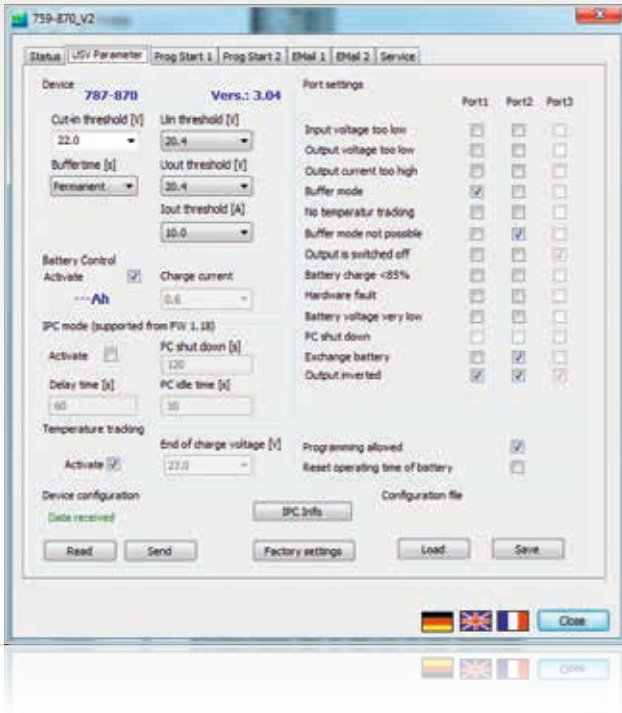 759-870_V2
Status USV Parameter Prog Start 1 Prog Start 2 EMail 1 EMail 2 Service
Device
787-870 Vers.: 3.04
Cut-in threshold [V] Uin threshold [V]
22.0 20.4
Buffertime [s] Uout threshold [V]
Permanent 20.4
Iout threshold [A]
10.0
Battery Control
Activate Charge current
---Ah 0.6
IPC mode (supported from FW 1.18)
Activate PC shut down [s]
120
Delay time [s] PC idle time [s]
60 10
Temperature tracking
End of charge voltage [V]
Activate 27.0
Port settings
Port1 Port2 Port3
Input voltage too low
Output voltage too low
Output current too high
Buffer mode
No temperatur tracking
Buffer mode not possible
Output is switched off
Battery charge <85%
Hardware fault
Battery voltage very low
PC shut down
Exchange battery
Output inverted
Programming allowed
Reset operating time of battery
Device configuration Configuration file
Data received IPC Info
Read Send Factory settings Load Save
Close
Close